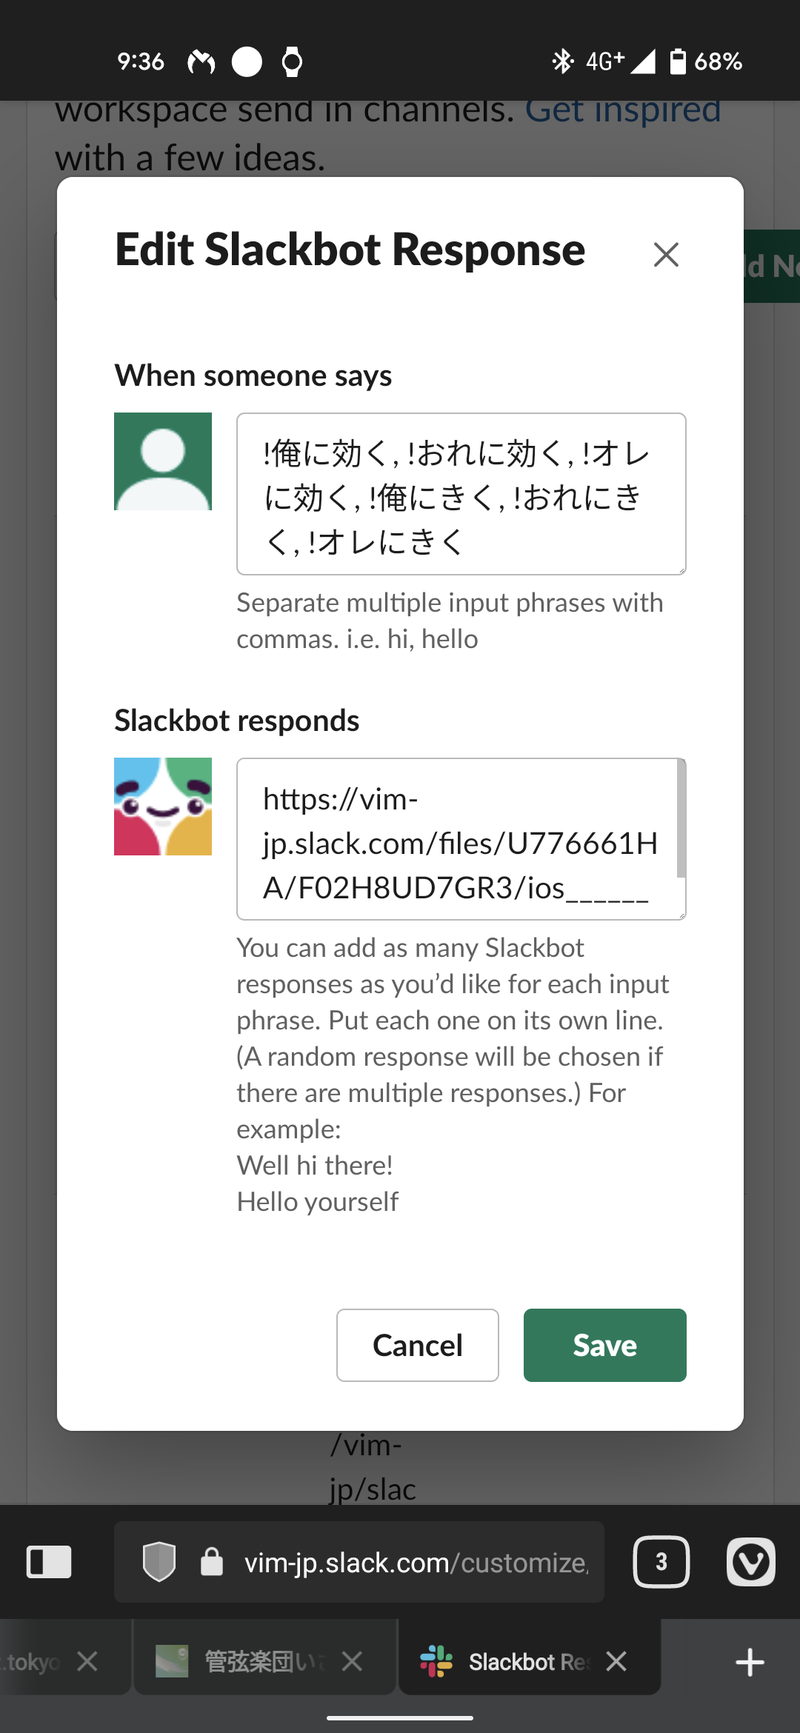 9:36 4G+ 68%
workspace send in channels. Get inspired
with a few ideas.
Edit Slackbot Response
When someone says
!俺に効く, !おれに効く, !オレ
に効く, !俺にきく, !おれにき
く, !オレにきく
Separate multiple input phrases with
commas. i.e. hi, hello
Slackbot responds
https://vim-
jp.slack.com/files/U776661H
A/F02H8UD7GR3/ios______
You can add as many Slackbot
responses as you’d like for each input
phrase. Put each one on its own line.
(A random response will be chosen if
there are multiple responses.) For
example:
Well hi there!
Hello yourself
Cancel Save
/vim-
jp/slac
vim-jp.slack.com/customize/ 3
.tokyo 管弦楽団い Slackbot Re